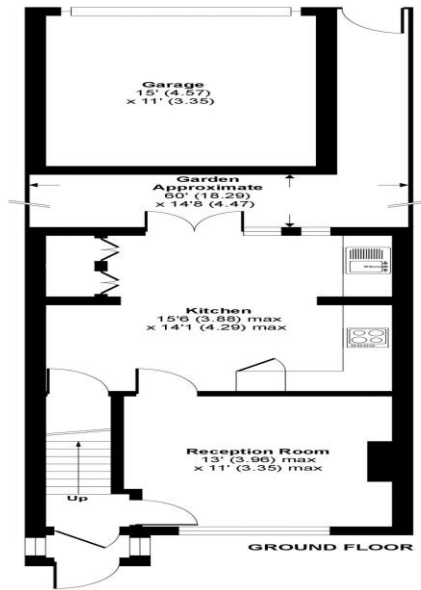 Garage
15' (4.57)
x 11' (3.35)
Garden
Approximate
60' (18.29)
x 14'8 (4.47)
Kitchen
15'6 (3.88) max
x 14'1 (4.29) max
Reception Room
13' (3.96) max
x 11' (3.35) max
Up
GROUND FLOOR